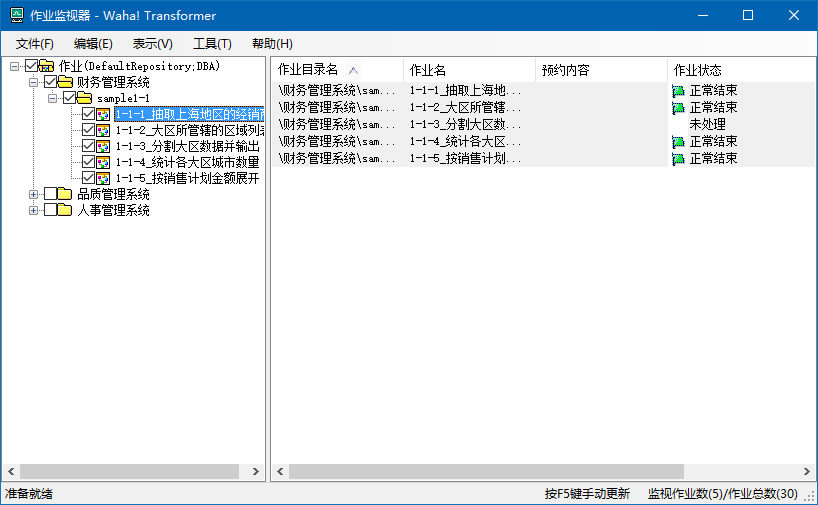 作业监视器 - Waha! Transformer
文件(F) 编辑(E) 表示(V) 工具(T) 帮助(H)
作业(DefaultRepository;DBA)
财务管理系统
sample1-1
1-1-1_抽取上海地区的经销
1-1-2_大区所管辖的区域列表
1-1-3_分割大区数据并输出
1-1-4_统计各大区城市数量
1-1-5_按销售计划金额展开
品质管理系统
人事管理系统
作业目录名 作业名 预约内容 作业状态
\财务管理系统\sam... 1-1-1_抽取上海地... 正常结束
\财务管理系统\sam... 1-1-2_大区所管辖... 正常结束
\财务管理系统\sam... 1-1-3_分割大区数... 未处理
\财务管理系统\sam... 1-1-4_统计各大区... 正常结束
\财务管理系统\sam... 1-1-5_按销售计划... 正常结束
准备就绪 按F5键手动更新 监视作业数(5)/作业总数(30)